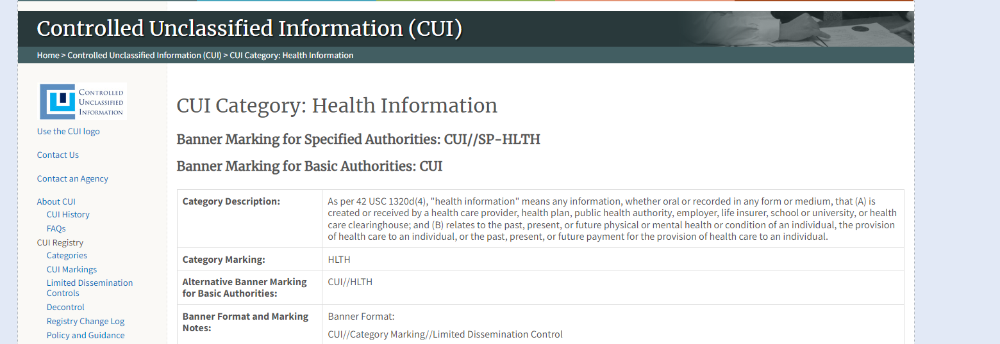 Controlled Unclassified Information (CUI)
Home > Controlled Unclassified Information (CUI) > CUI Category: Health Information
CONTROLLED
UNCLASSIFIED
INFORMATION
Use the CUI logo
Contact Us
Contact an Agency
About CUI
CUI History
FAQs
CUI Registry
Categories
CUI Markings
Limited Dissemination
Controls
Decontrol
Registry Change Log
Policy and Guidance
CUI Category: Health Information
Banner Marking for Specified Authorities: CUI//SP-HLTH
Banner Marking for Basic Authorities: CUI
Category Description:
As per 42 USC 1320d(4), "health information" means any information, whether oral or recorded in any form or medium, that (A) is
created or received by a health care provider, health plan, public health authority, employer, life insurer, school or university, or health
care clearinghouse; and (B) relates to the past, present, or future physical or mental health or condition of an individual, the provision
of health care to an individual, or the past, present, or future payment for the provision of health care to an individual.
Category Marking:
HLTH
Alternative Banner Marking
for Basic Authorities:
CUI//HLTH
Banner Format and Marking
Notes:
Banner Format:
CUI//Category Marking//Limited Dissemination Control